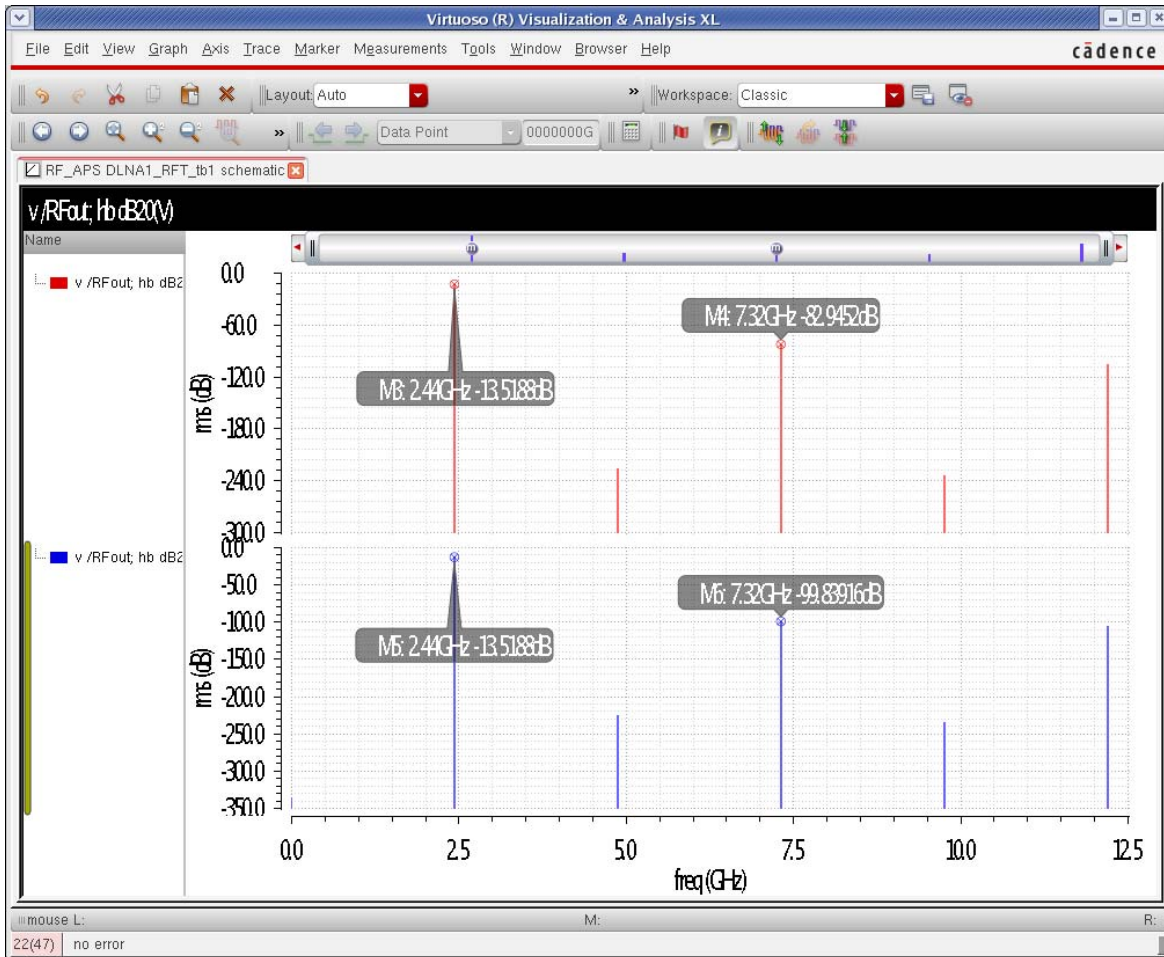 Virtuoso (R) Visualization & Analysis XL
File Edit View Graph Axis Trace Marker Measurements Tools Window Browser Help
cādence
Layout: Auto » Workspace: Classic
» Data Point 0000000G
RF_APS DLNA1_RFT_tb1 schematic
v /RFout; hb dB20(V)
Name
v /RFout; hb dB2
0.0
-60.0
-120.0
-180.0
-240.0
-300.0
rms (dB)
M3: 2.44GHz -13.5188dB
M4: 7.32GHz -82.9452dB
v /RFout; hb dB2
0.0
-50.0
-100.0
-150.0
-200.0
-250.0
-300.0
-350.0
rms (dB)
M5: 2.44GHz -13.5188dB
M6: 7.32GHz -99.83916dB
0.0 2.5 5.0 7.5 10.0 12.5
freq (GHz)
mouse L: M: R:
22(47) no error